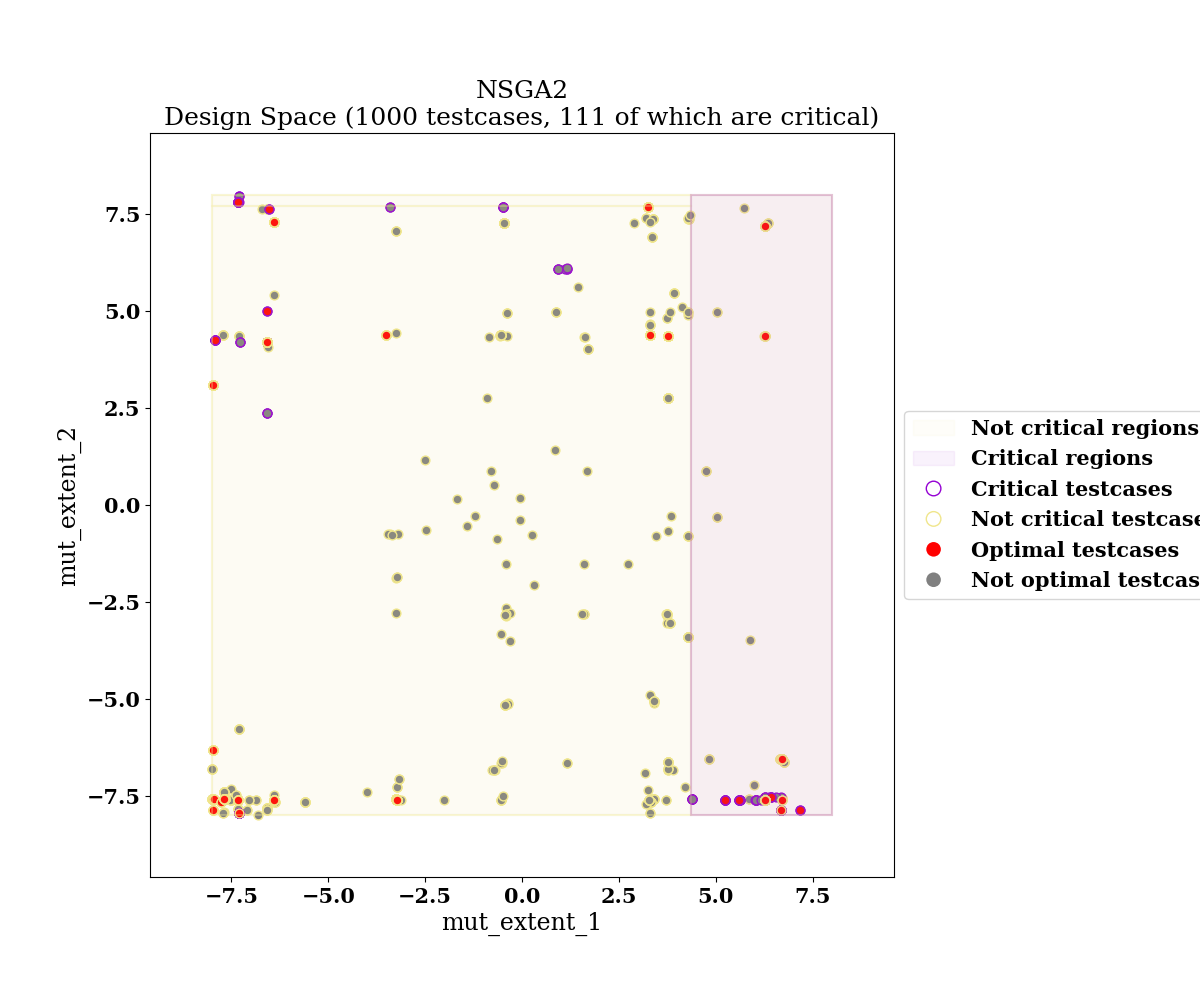 NSGA2
Design Space (1000 testcases, 111 of which are critical)
7.5
5.0
2.5
0.0
−2.5
−5.0
−7.5
mut_extent_2
−7.5 −5.0 −2.5 0.0 2.5 5.0 7.5
mut_extent_1
Not critical regions
Critical regions
Critical testcases
Not critical testcase
Optimal testcases
Not optimal testcas